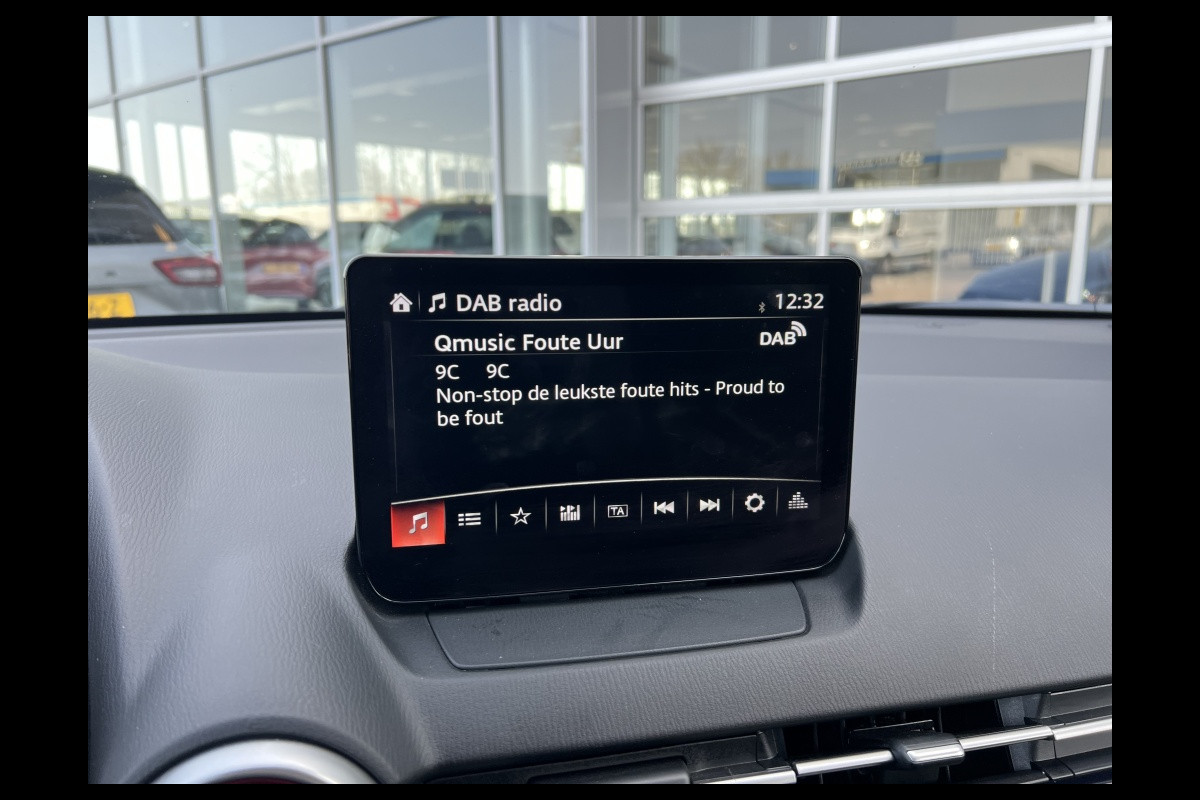 DAB radio
12:32
Qmusic Foute Uur
DAB
9C 9C
Non-stop de leukste foute hits - Proud to
be fout
TA